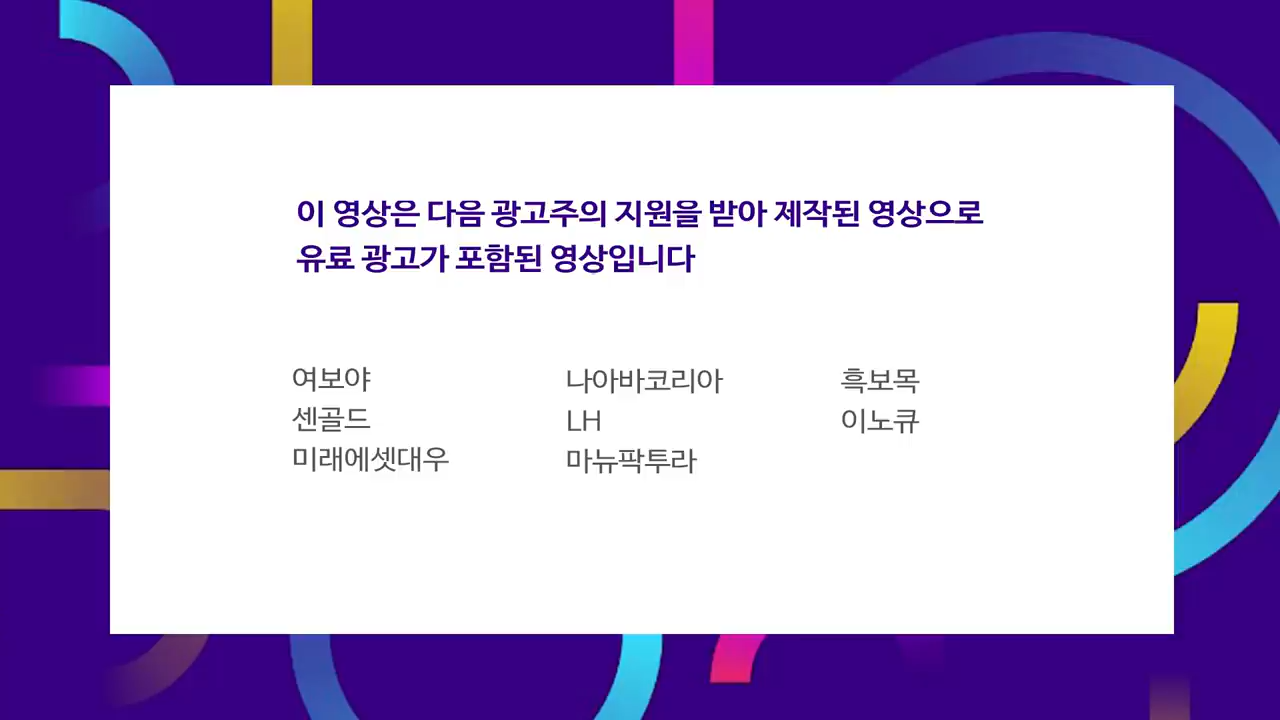 이 영상은 다음 광고주의 지원을 받아 제작된 영상으로
유료 광고가 포함된 영상입니다
여보야
센골드
미래에셋대우
나아바코리아
LH
마뉴팍투라
흑보목
이노큐